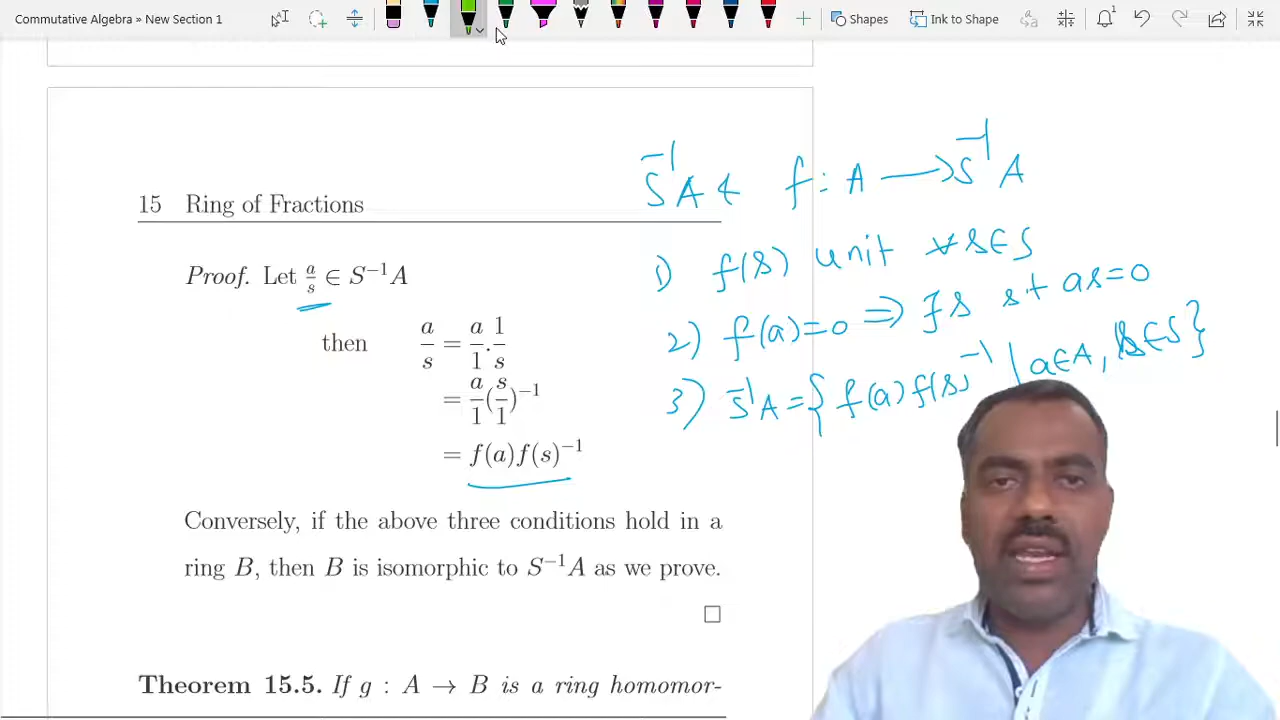 Commutative Algebra » New Section 1
Shapes
Ink to Shape
15 Ring of Fractions
Proof. Let a/s ∈ S⁻¹A
then a/s = a/1 . 1/s
= a/1 (s/1)⁻¹
= f(a)f(s)⁻¹
Conversely, if the above three conditions hold in a
ring B, then B is isomorphic to S⁻¹A as we prove.
□
Theorem 15.5. If g : A → B is a ring homomor-
S⁻¹A & f : A → S⁻¹A
1) f(s) unit ∀ s∈S
2) f(a)=0 ⇒ ∃ s st as=0
3) S⁻¹A = { f(a) f(s)⁻¹ | a∈A, s∈S }